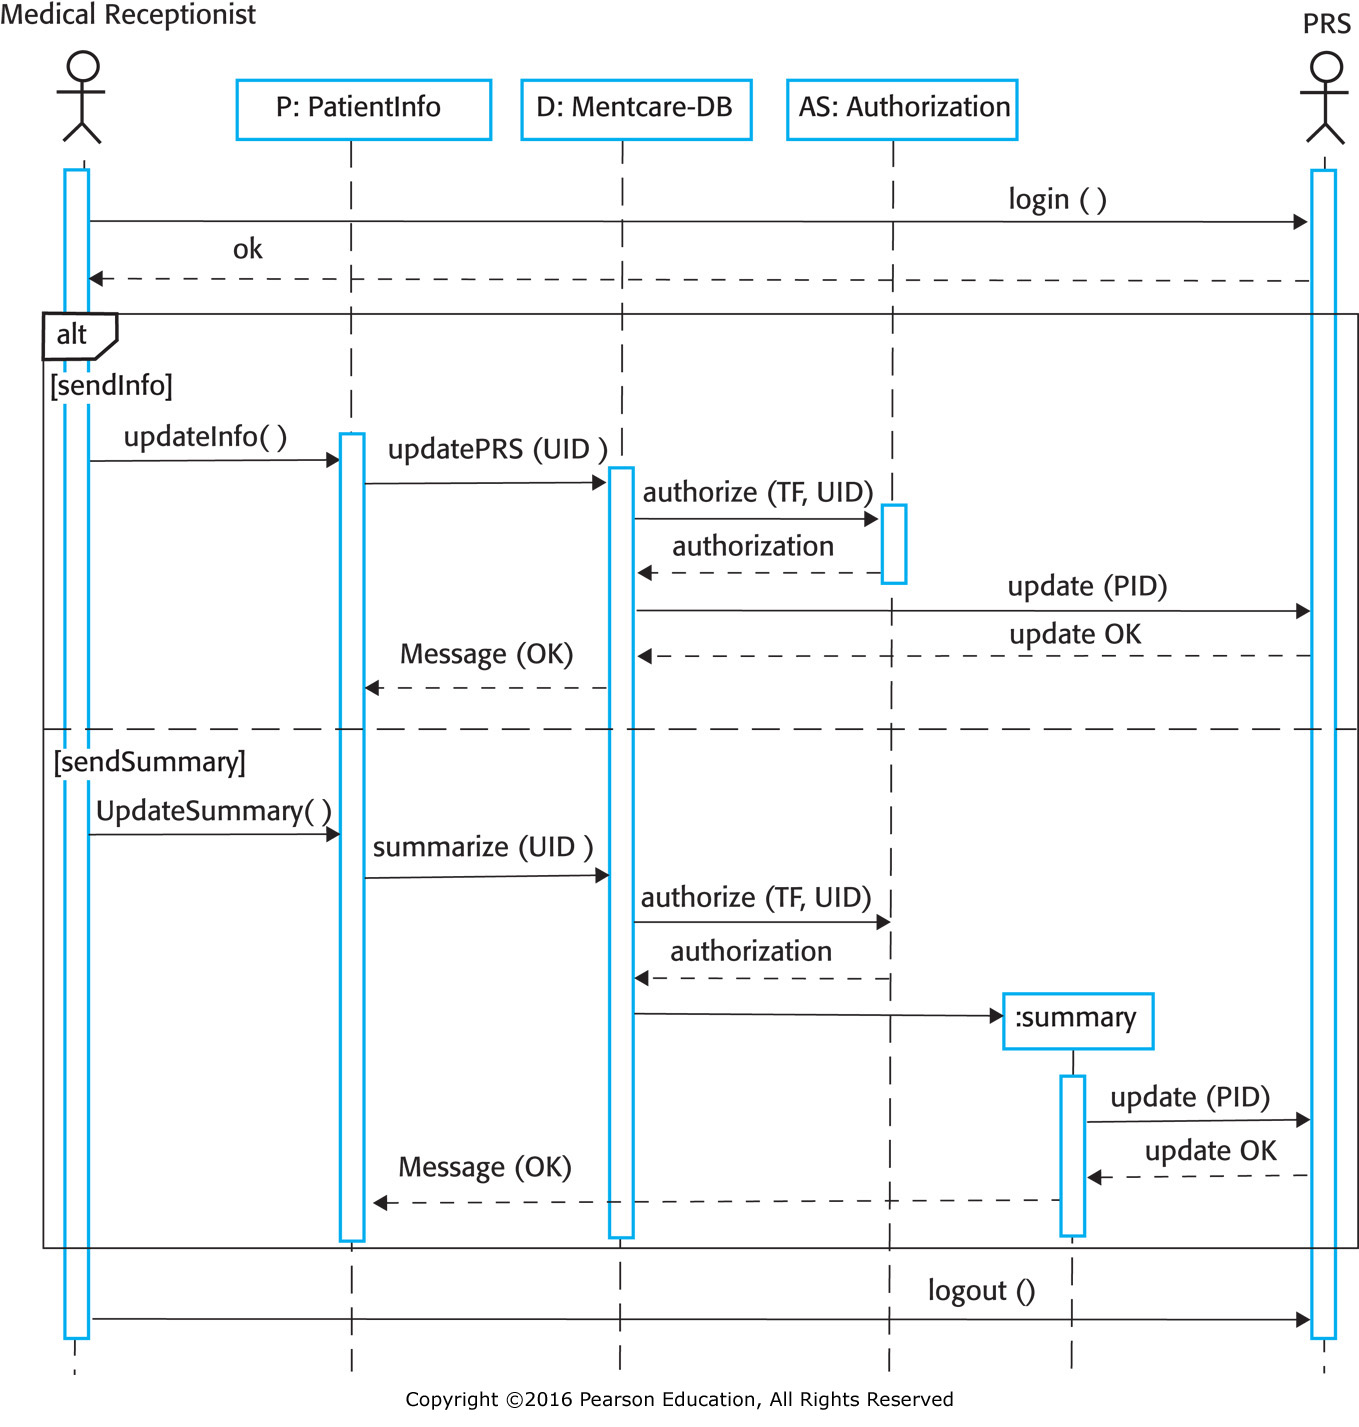 Medical Receptionist
PRS
P: PatientInfo
D: Mentcare-DB
AS: Authorization
login ( )
ok
alt
[sendInfo]
updateInfo( )
updatePRS (UID )
authorize (TF, UID)
authorization
update (PID)
update OK
Message (OK)
[sendSummary]
UpdateSummary( )
summarize (UID )
authorize (TF, UID)
authorization
:summary
update (PID)
update OK
Message (OK)
logout ()
Copyright ©2016 Pearson Education, All Rights Reserved